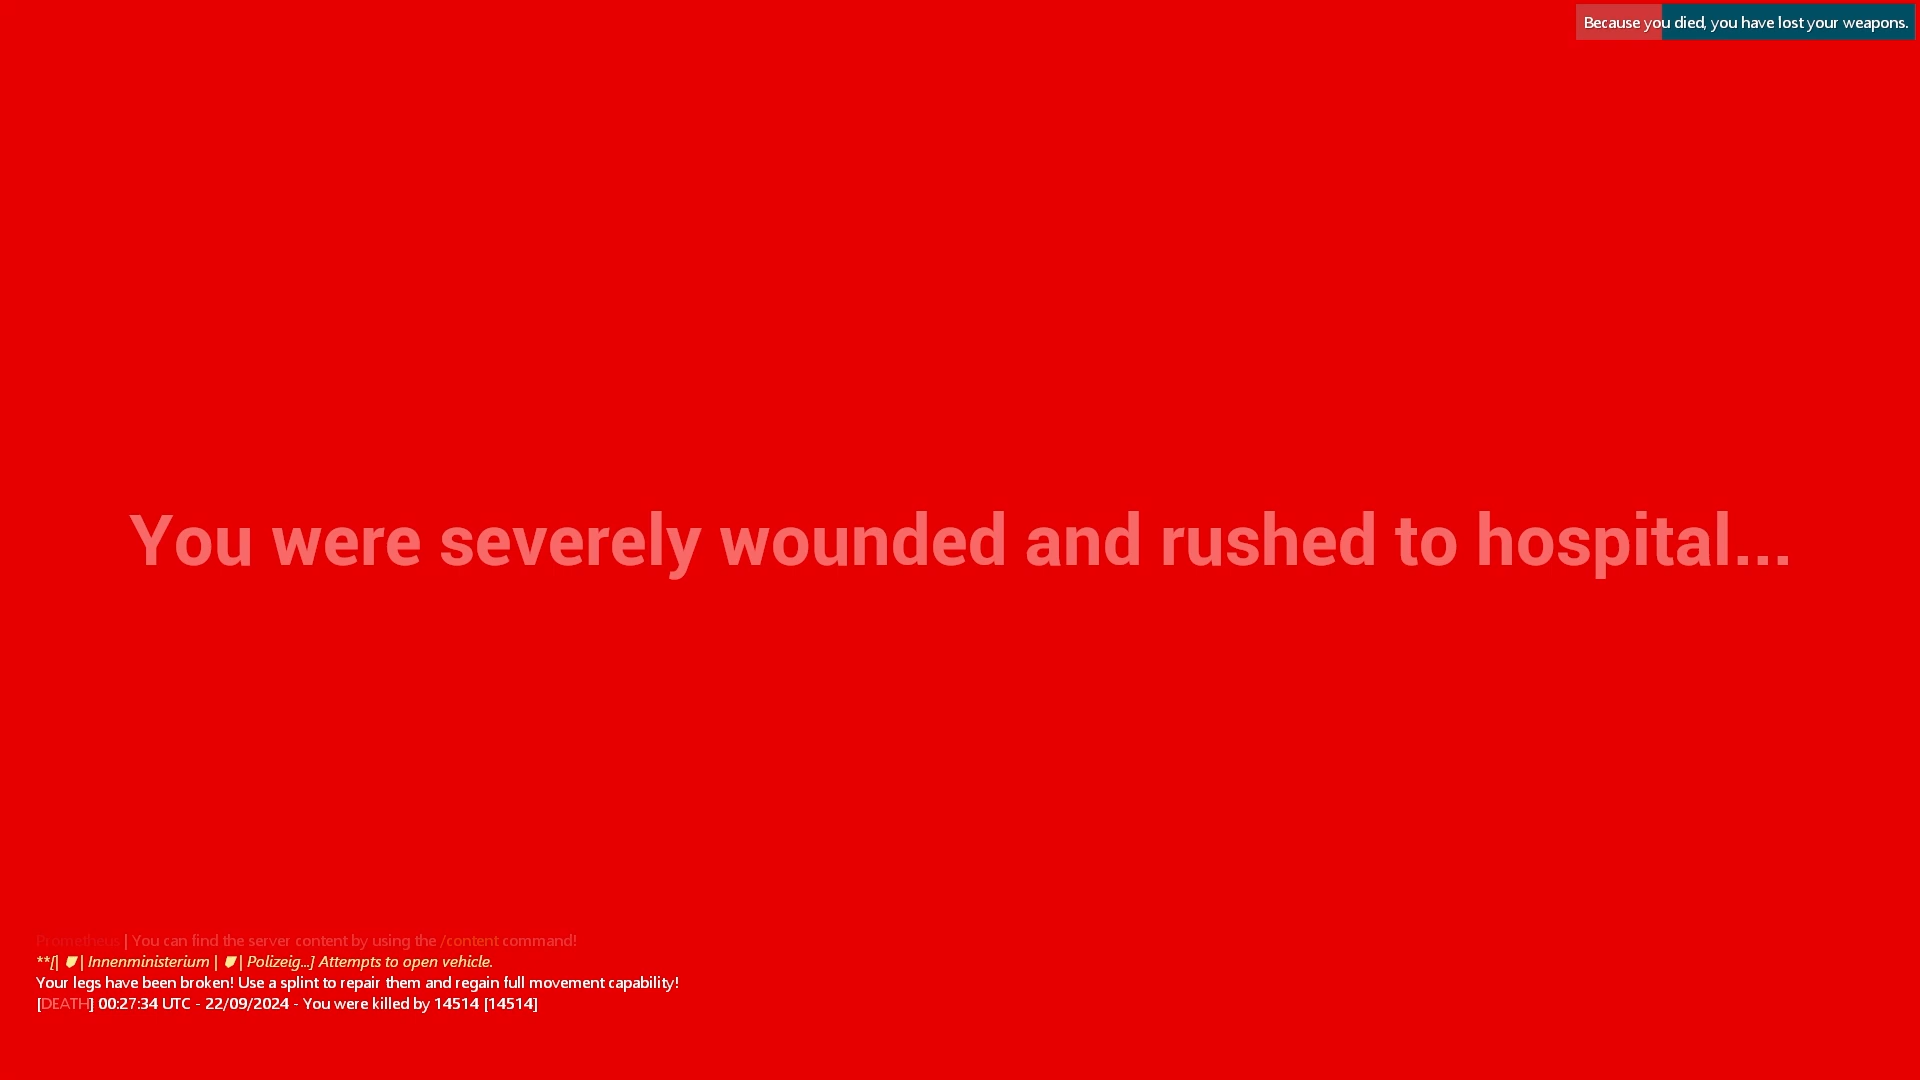 Because you died, you have lost your weapons.
You were severely wounded and rushed to hospital...
Prometheus | You can find the server content by using the /content command!
**[| | Innenministerium | | Polizeig...] Attempts to open vehicle.
Your legs have been broken! Use a splint to repair them and regain full movement capability!
[DEATH] 00:27:34 UTC - 22/09/2024 - You were killed by 14514 [14514]